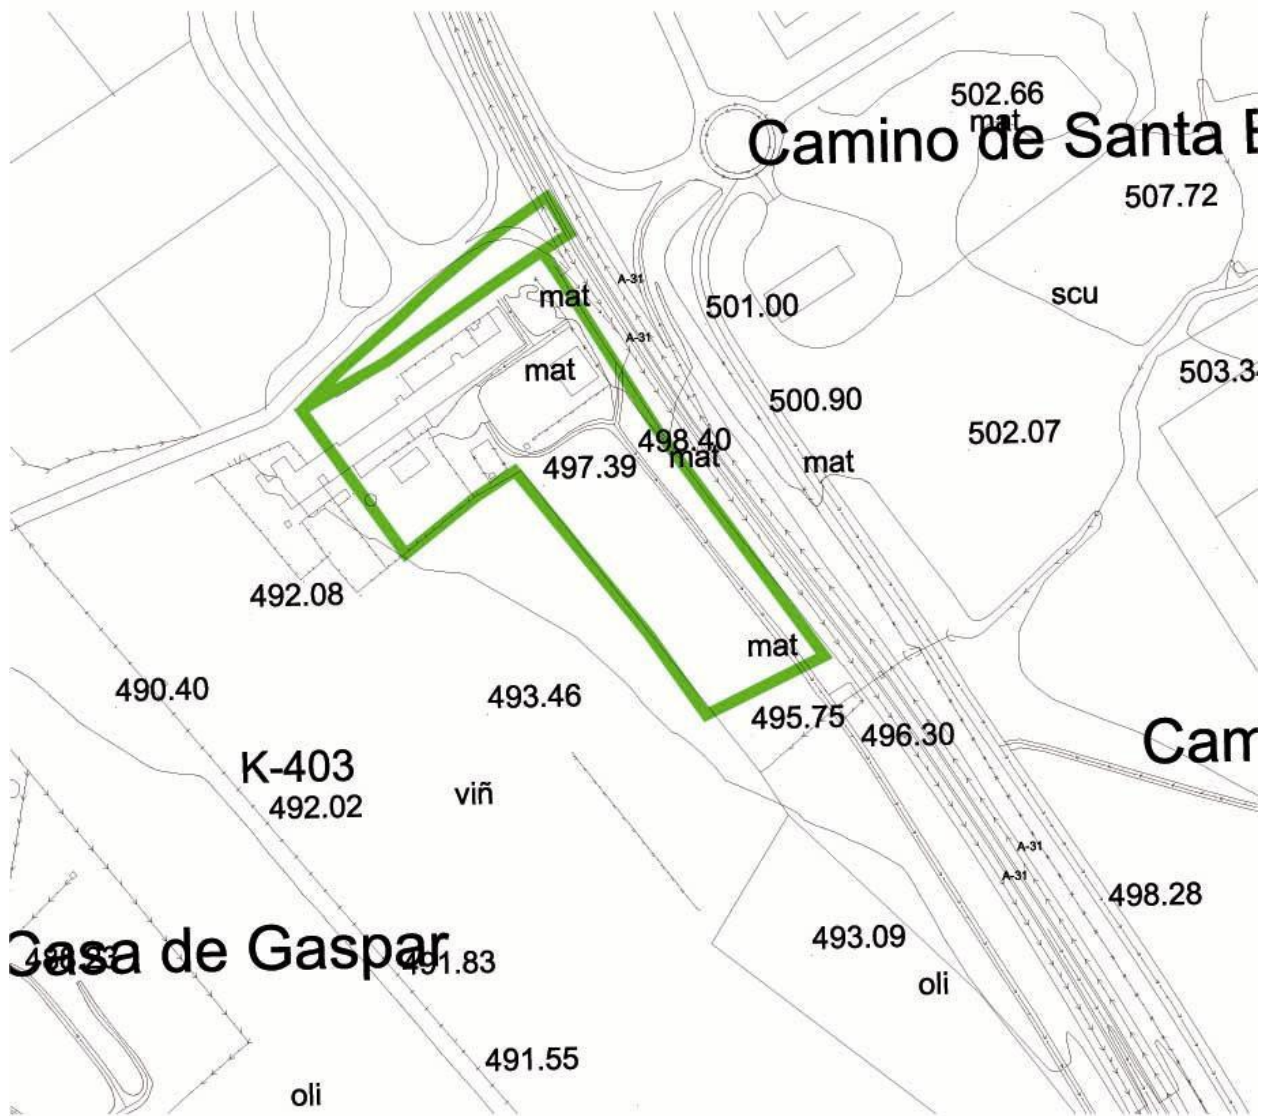 502.66
mat
Camino de Santa
507.72
A-31
mat
501.00
scu
A-31
mat
503.3
500.90
502.07
498.40
mat
497.39
mat
492.08
mat
490.40
493.46
495.75
496.30
Cam
K-403
492.02
viñ
A-31
A-31
498.28
493.09
Casa de Gaspar
491.83
oli
491.55
oli